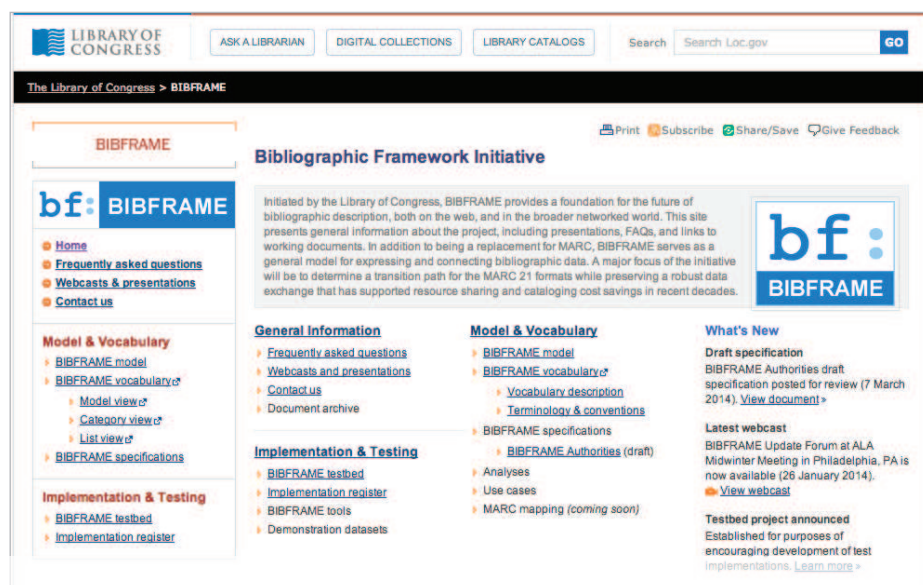 LIBRARY OF
CONGRESS
ASK A LIBRARIAN
DIGITAL COLLECTIONS
LIBRARY CATALOGS
Search
Search Loc.gov
GO
The Library of Congress > BIBFRAME
Print Subscribe Share/Save Give Feedback
BIBFRAME
bf: BIBFRAME
Home
Frequently asked questions
Webcasts & presentations
Contact us
Model & Vocabulary
BIBFRAME model
BIBFRAME vocabulary
Model view
Category view
List view
BIBFRAME specifications
Implementation & Testing
BIBFRAME testbed
Implementation register
Bibliographic Framework Initiative
Initiated by the Library of Congress, BIBFRAME provides a foundation for the future of
bibliographic description, both on the web, and in the broader networked world. This site
presents general information about the project, including presentations, FAQs, and links to
working documents. In addition to being a replacement for MARC, BIBFRAME serves as a
general model for expressing and connecting bibliographic data. A major focus of the initiative
will be to determine a transition path for the MARC 21 formats while preserving a robust data
exchange that has supported resource sharing and cataloging cost savings in recent decades.
bf:
BIBFRAME
General Information
Frequently asked questions
Webcasts and presentations
Contact us
Document archive
Implementation & Testing
BIBFRAME testbed
Implementation register
BIBFRAME tools
Demonstration datasets
Model & Vocabulary
BIBFRAME model
BIBFRAME vocabulary
Vocabulary description
Terminology & conventions
BIBFRAME specifications
BIBFRAME Authorities (draft)
Analyses
Use cases
MARC mapping (coming soon)
What's New
Draft specification
BIBFRAME Authorities draft
specification posted for review (7 March
2014). View document »
Latest webcast
BIBFRAME Update Forum at ALA
Midwinter Meeting in Philadelphia, PA is
now available (26 January 2014).
View webcast
Testbed project announced
Established for purposes of
encouraging development of test
implementations. Learn more »